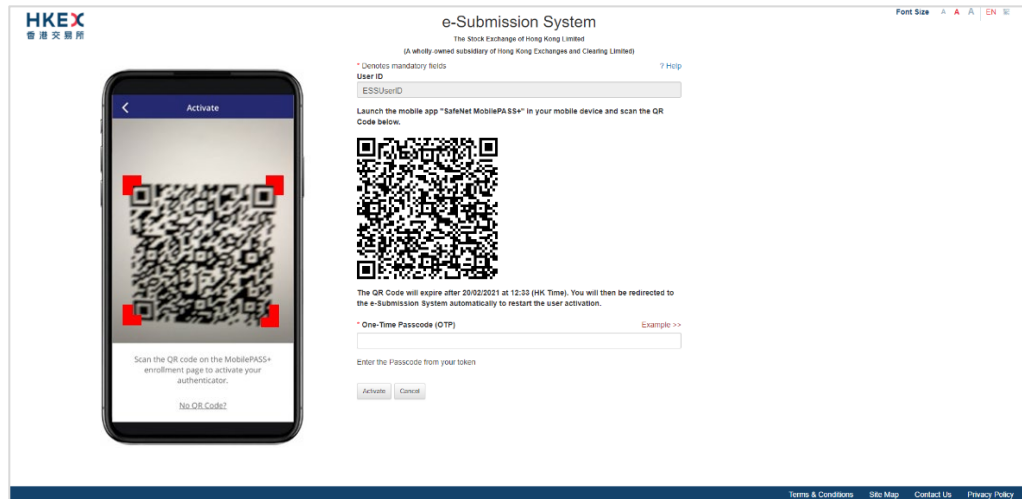 HKEX
香港交易所
Font Size A A A EN 繁
e-Submission System
The Stock Exchange of Hong Kong Limited
(A wholly-owned subsidiary of Hong Kong Exchanges and Clearing Limited)
* Denotes mandatory fields ? Help
User ID
ESSUserID
Launch the mobile app "SafeNet MobilePASS+" in your mobile device and scan the QR
Code below.
The QR Code will expire after 20/02/2021 at 12:33 (HK Time). You will then be redirected to
the e-Submission System automatically to restart the user activation.
* One-Time Passcode (OTP) Example >>
Enter the Passcode from your token
Activate Cancel
Activate
Scan the QR code on the MobilePASS+
enrollment page to activate your
authenticator.
No QR Code?
Terms & Conditions Site Map Contact Us Privacy Policy